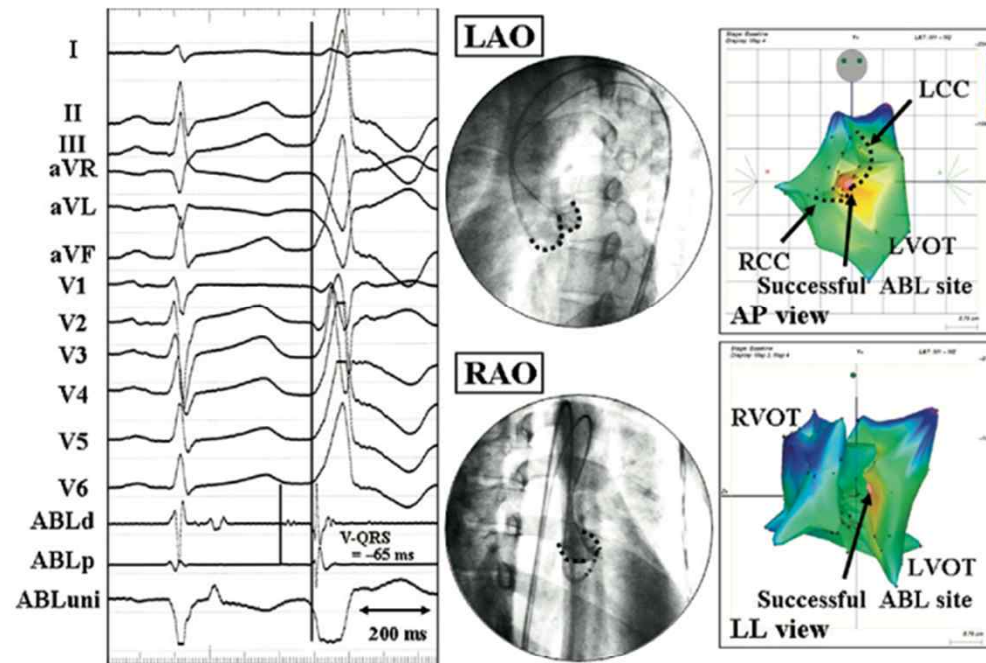 I
II
III
aVR
aVL
aVF
V1
V2
V3
V4
V5
V6
ABLd
ABLp
ABLuni
V-QRS
= –65 ms
200 ms
LAO
RAO
LCC
RCC
LVOT
Successful ABL site
AP view
RVOT
LVOT
Successful ABL site
LL view